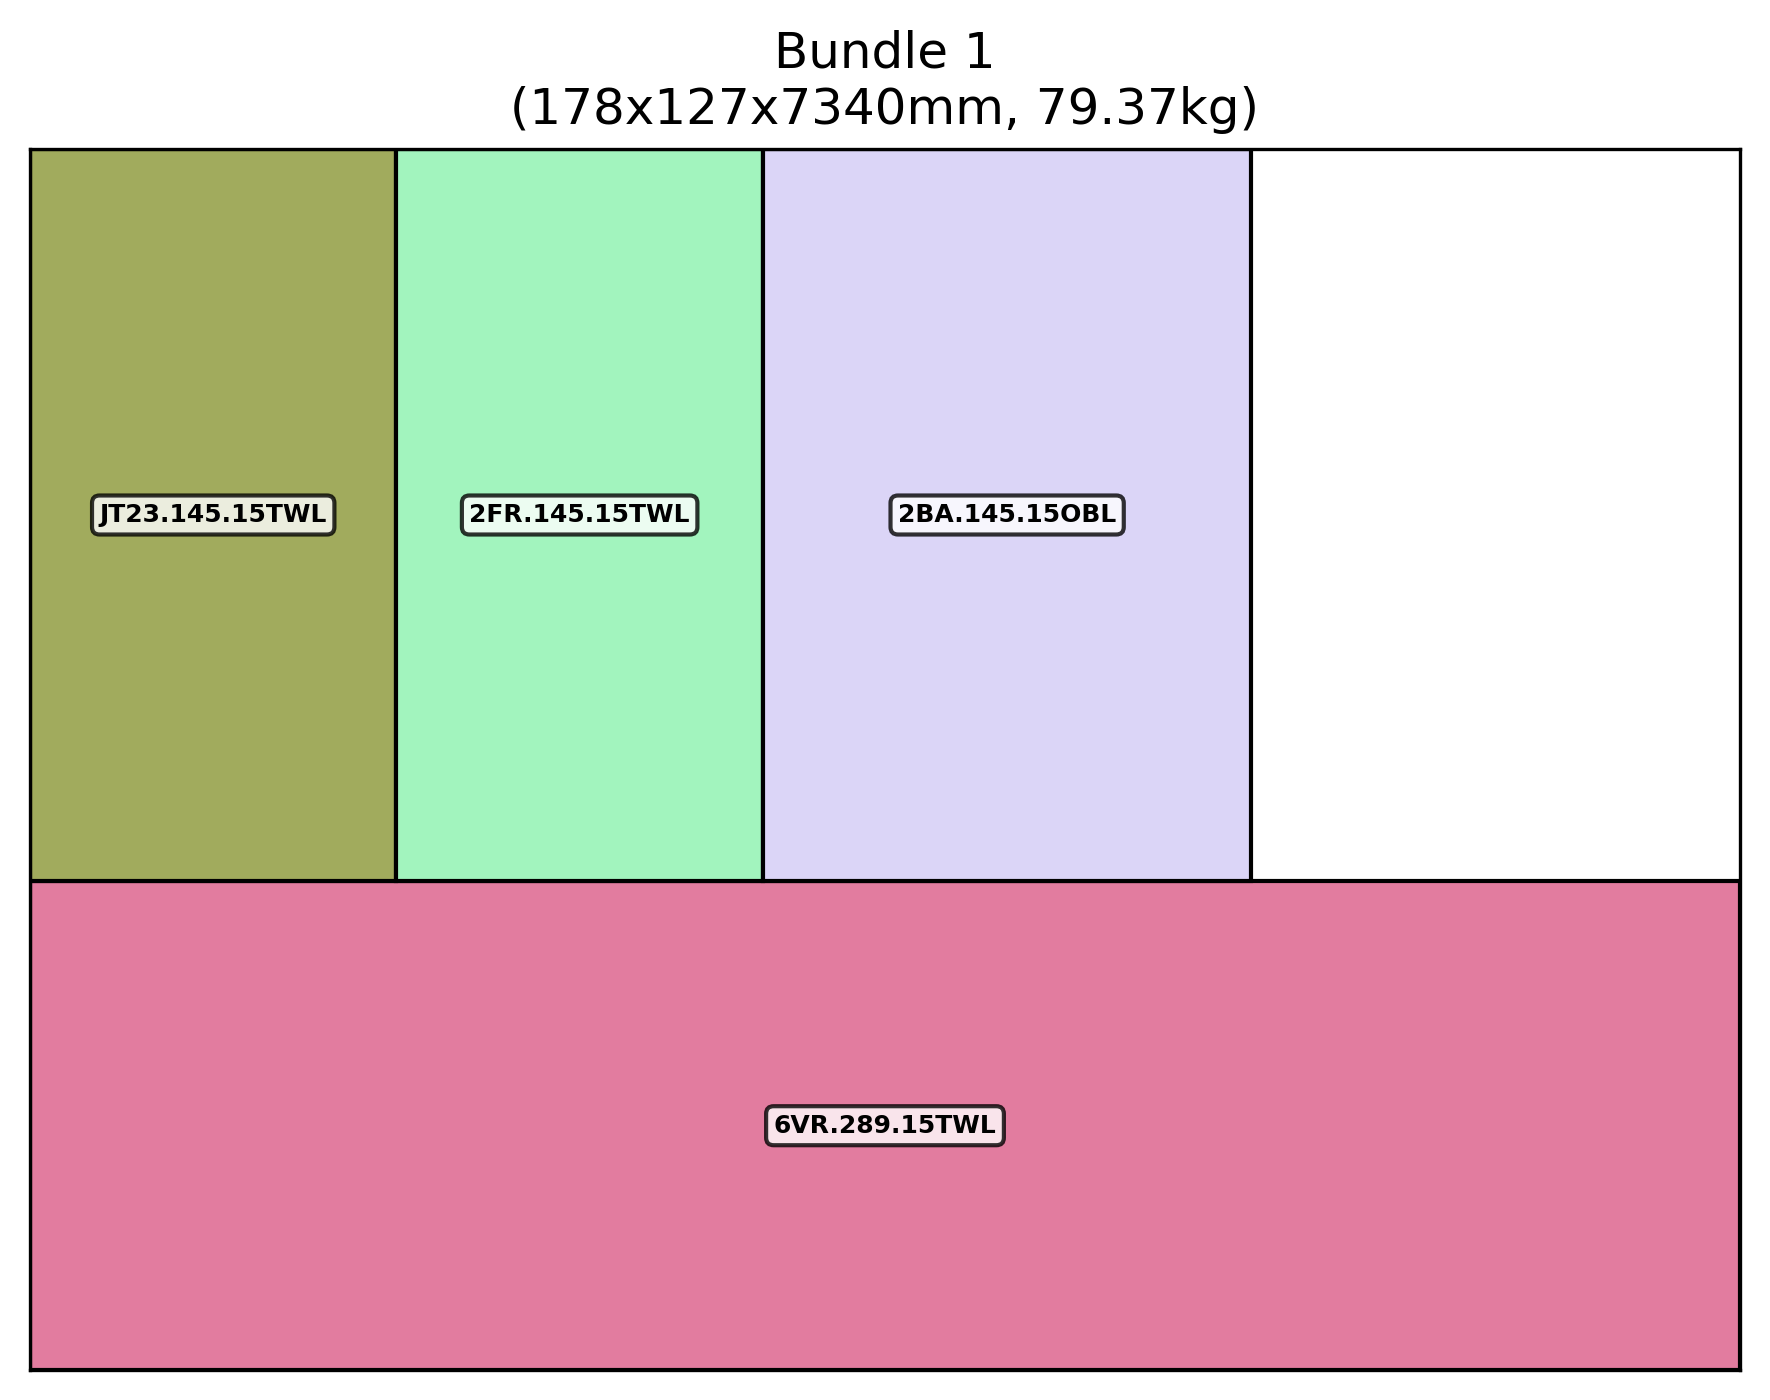 Bundle 1
(178x127x7340mm, 79.37kg)
JT23.145.15TWL
2FR.145.15TWL
2BA.145.15OBL
6VR.289.15TWL